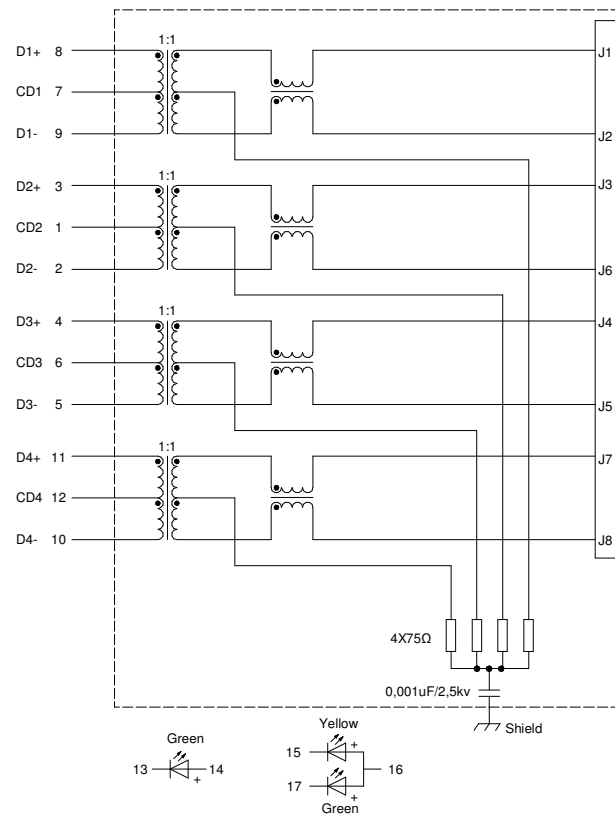 1:1
D1+ 8 J1
CD1 7
D1- 9 J2
1:1
D2+ 3 J3
CD2 1
D2- 2 J6
1:1
D3+ 4 J4
CD3 6
D3- 5 J5
1:1
D4+ 11 J7
CD4 12
D4- 10 J8
4X75Ω
0,001uF/2,5kv
Shield
Green
13 14
+
Yellow
15 +
16
17 +
Green